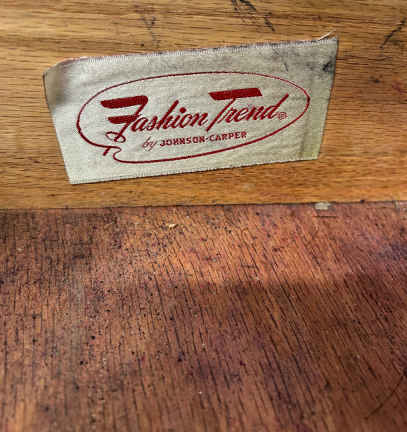 Fashion Trend®
by JOHNSON-CARPER